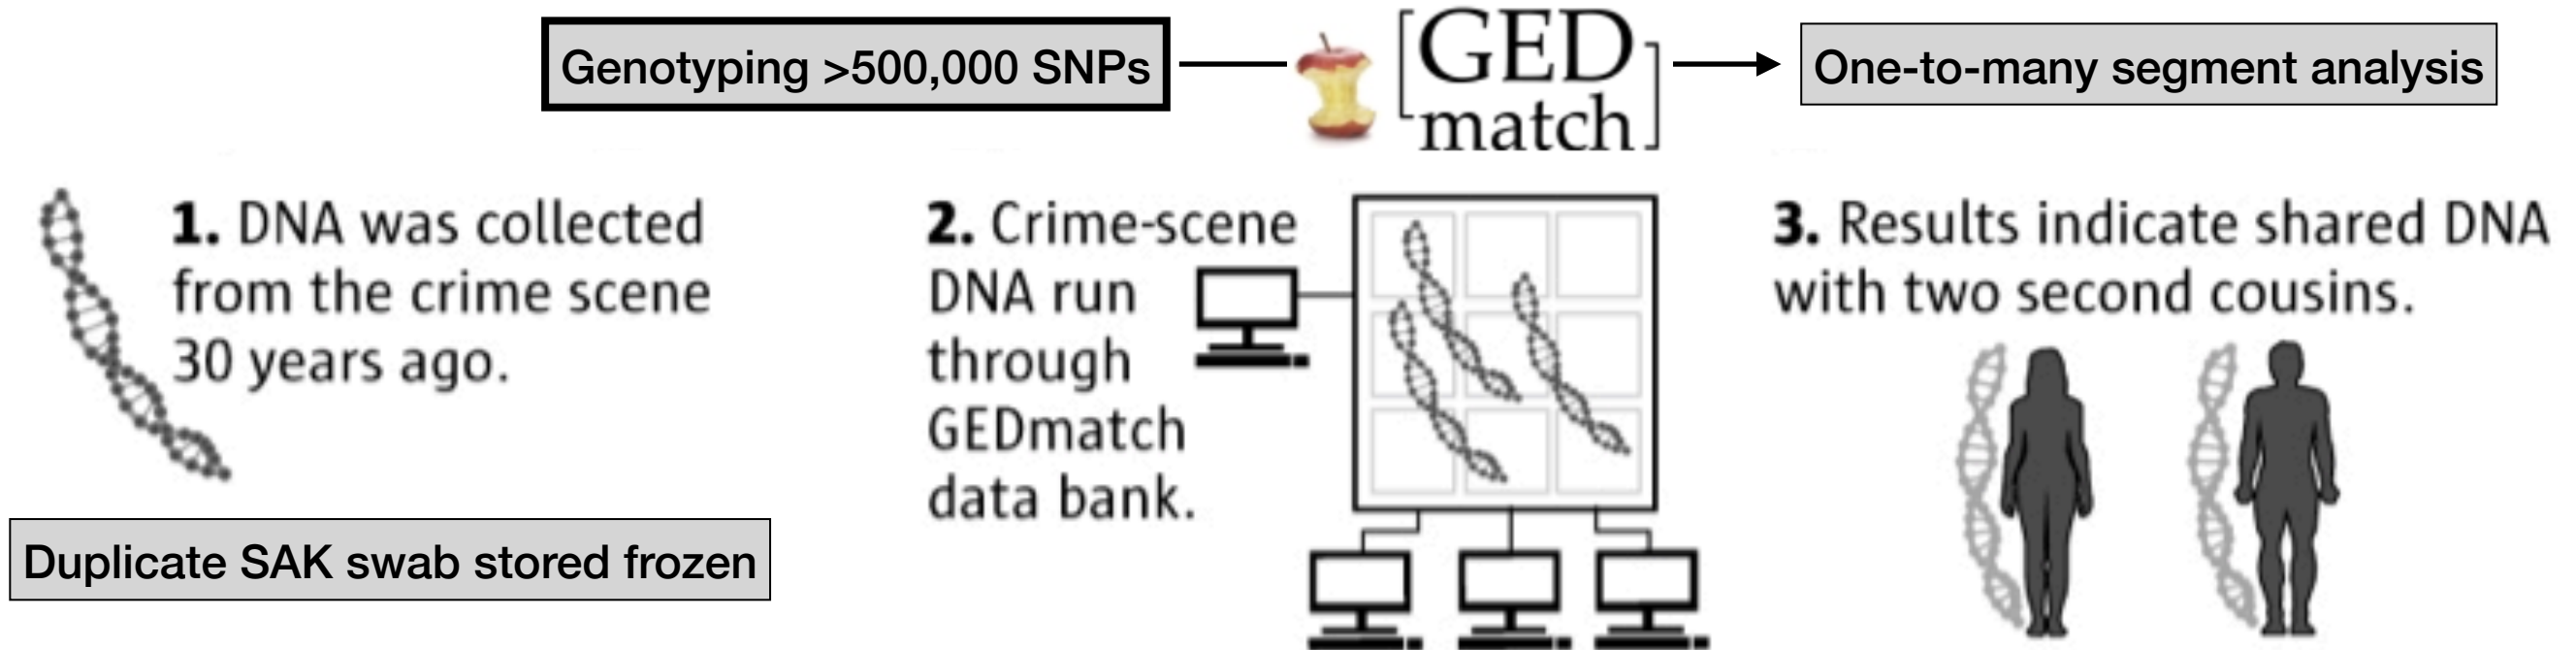 Genotyping >500,000 SNPs
[GED
match]
One-to-many segment analysis
1. DNA was collected
from the crime scene
30 years ago.
Duplicate SAK swab stored frozen
2. Crime-scene
DNA run
through
GEDmatch
data bank.
3. Results indicate shared DNA
with two second cousins.